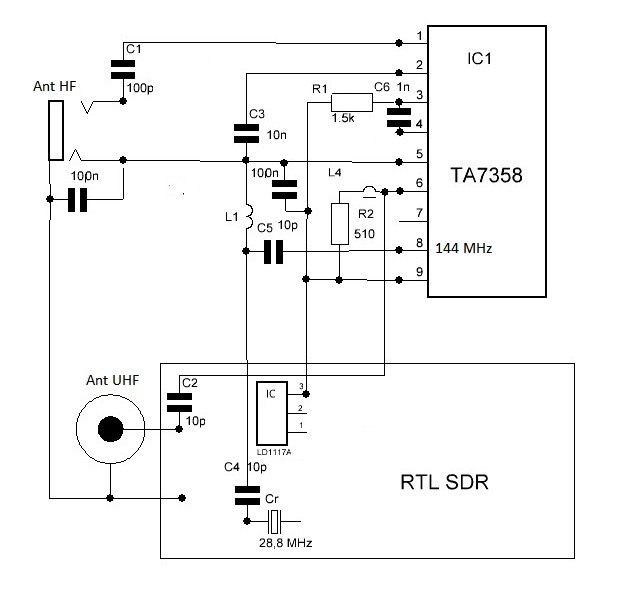 C1
1
IC1
2
Ant HF
100p
R1
C6 1n
3
C3
1.5k
10n
4
5
TA7358
100n
100n
L4
6
R2
7
L1
C5
10p
510
8
144 MHz
9
Ant UHF
C2
IC
3
10p
2
1
LD1117A
C4
10p
RTL SDR
Cr
28,8 MHz